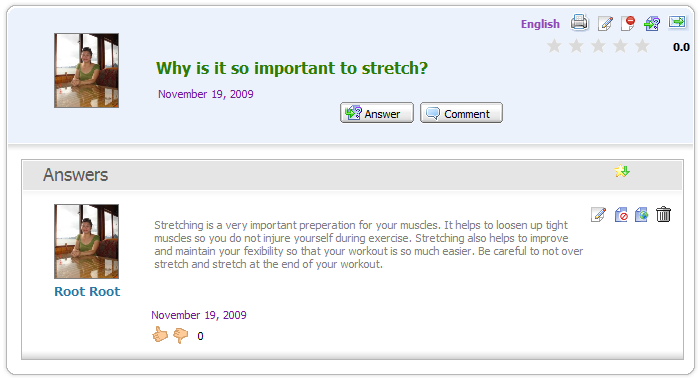 English
0.0
Why is it so important to stretch?
November 19, 2009
Answer
Comment
Answers
Stretching is a very important preperation for your muscles. It helps to loosen up tight
muscles so you do not injure yourself during exercise. Stretching also helps to improve
and maintain your fexibility so that your workout is so much easier. Be careful to not over
stretch and stretch at the end of your workout.
Root Root
November 19, 2009
0